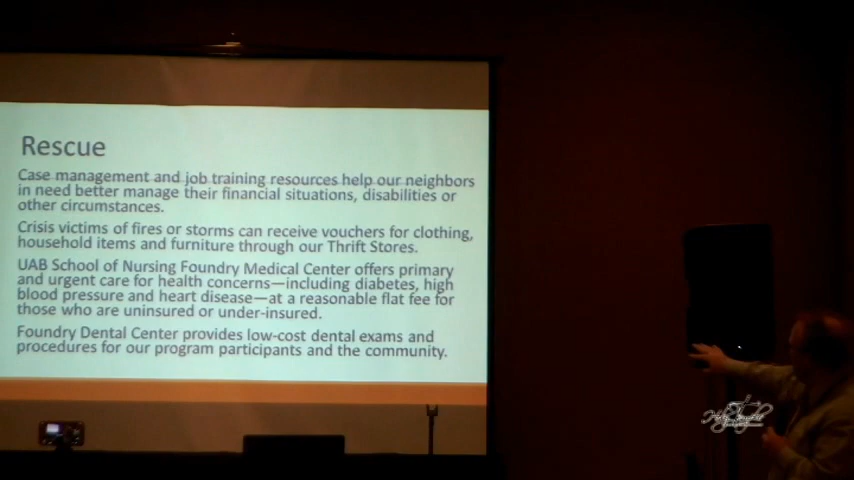 Rescue
Case management and job training resources help our neighbors
in need better manage their financial situations, disabilities or
other circumstances.
Crisis victims of fires or storms can receive vouchers for clothing,
household items and furniture through our Thrift Stores.
UAB School of Nursing Foundry Medical Center offers primary
and urgent care for health concerns—including diabetes, high
blood pressure and heart disease—at a reasonable flat fee for
those who are uninsured or under-insured.
Foundry Dental Center provides low-cost dental exams and
procedures for our program participants and the community.